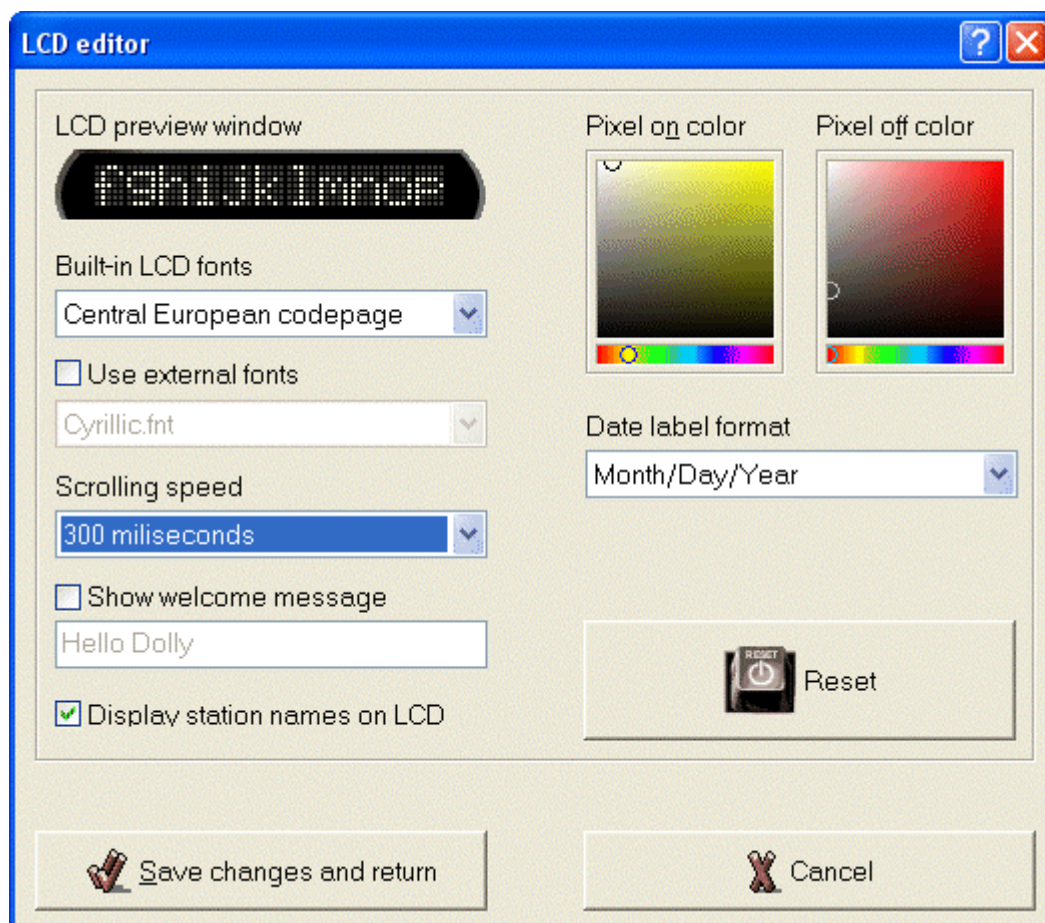 LCD editor
LCD preview window
fghijklmnop
Built-in LCD fonts
Central European codepage
Use external fonts
Cyrillic.fnt
Scrolling speed
300 miliseconds
Show welcome message
Hello Dolly
Display station names on LCD
Pixel on color
Pixel off color
Date label format
Month/Day/Year
RESET
Reset
Save changes and return
Cancel